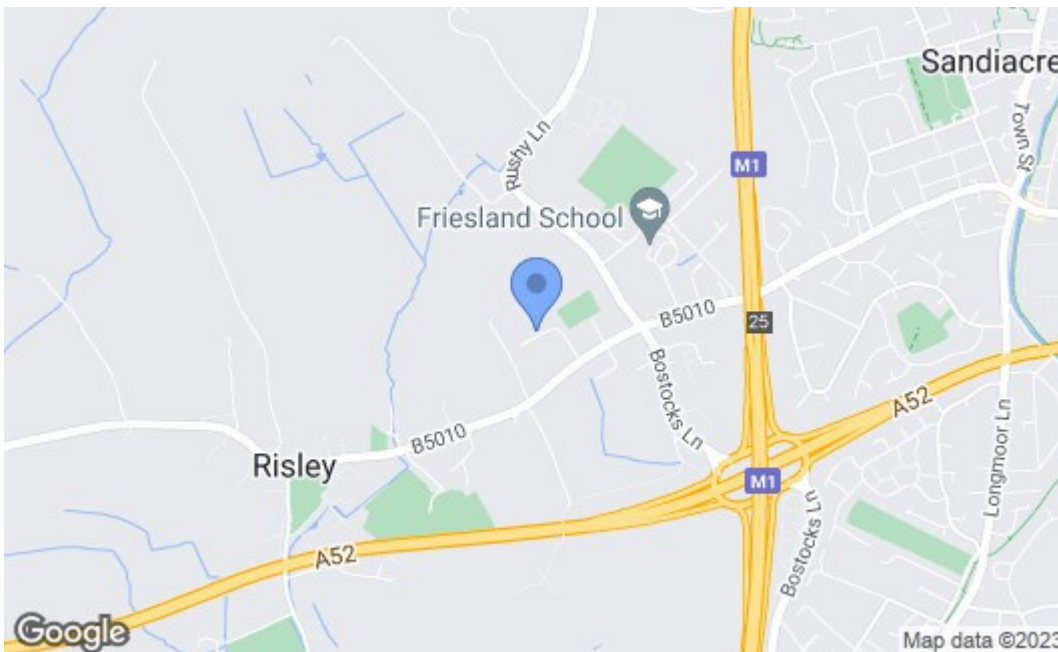 Sandiacre
Town St
Rushy Ln
M1
Friesland School
B5010
25
Bostocks Ln
A52
B5010
Risley
M1
Longmoor Ln
A52
Bostocks Ln
Google
Map data ©2023